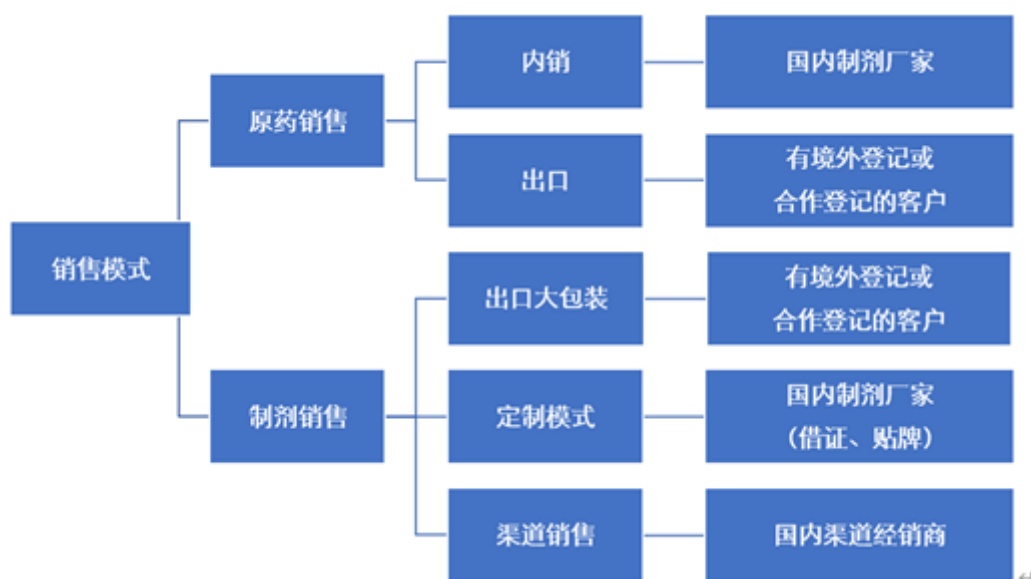 销售模式
原药销售
内销
国内制剂厂家
出口
有境外登记或
合作登记的客户
制剂销售
出口大包装
有境外登记或
合作登记的客户
定制模式
国内制剂厂家
（借证、贴牌）
渠道销售
国内渠道经销商